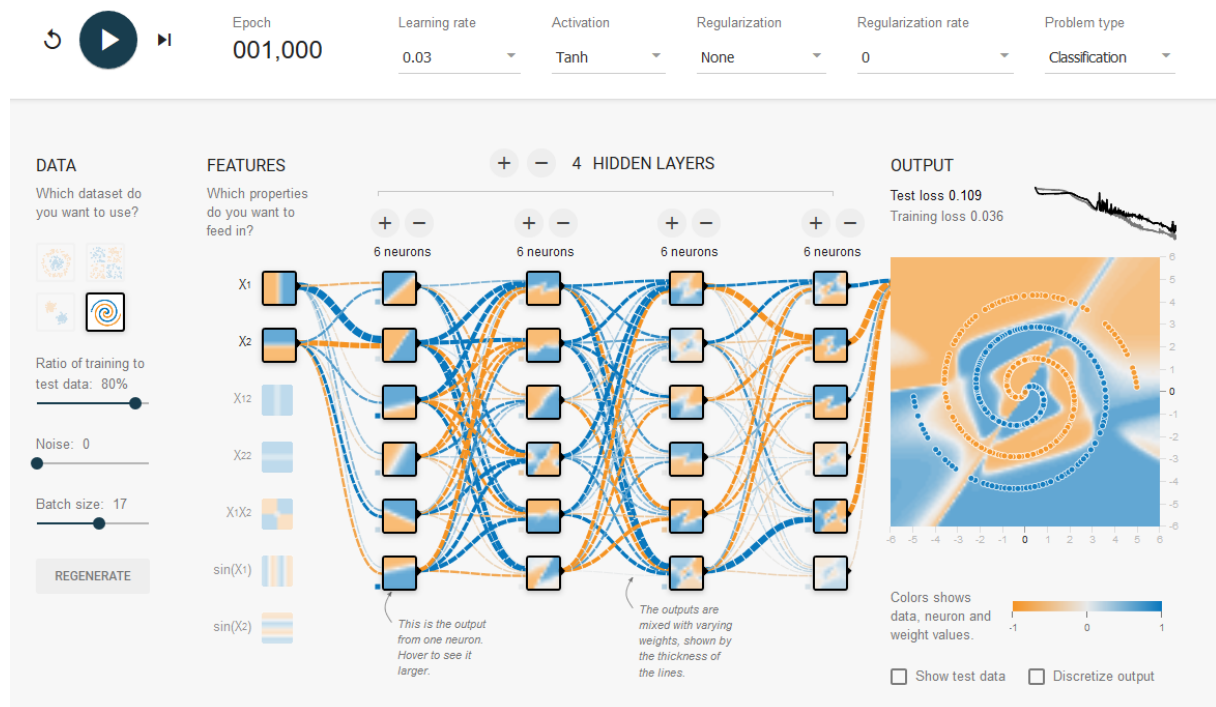 Epoch
001,000
Learning rate
0.03
Activation
Tanh
Regularization
None
Regularization rate
0
Problem type
Classification
DATA
Which dataset do
you want to use?
Ratio of training to
test data: 80%
Noise: 0
Batch size: 17
REGENERATE
FEATURES
Which properties
do you want to
feed in?
X1
X2
X12
X22
X1X2
sin(X1)
sin(X2)
+ − 4 HIDDEN LAYERS
+ − + − + − + −
6 neurons 6 neurons 6 neurons 6 neurons
This is the output
from one neuron.
Hover to see it
larger.
The outputs are
mixed with varying
weights, shown by
the thickness of
the lines.
OUTPUT
Test loss 0.109
Training loss 0.036
6
5
4
3
2
1
0
-1
-2
-3
-4
-5
-6
-6 -5 -4 -3 -2 -1 0 1 2 3 4 5 6
Colors shows
data, neuron and
weight values.
-1 0 1
Show test data
Discretize output